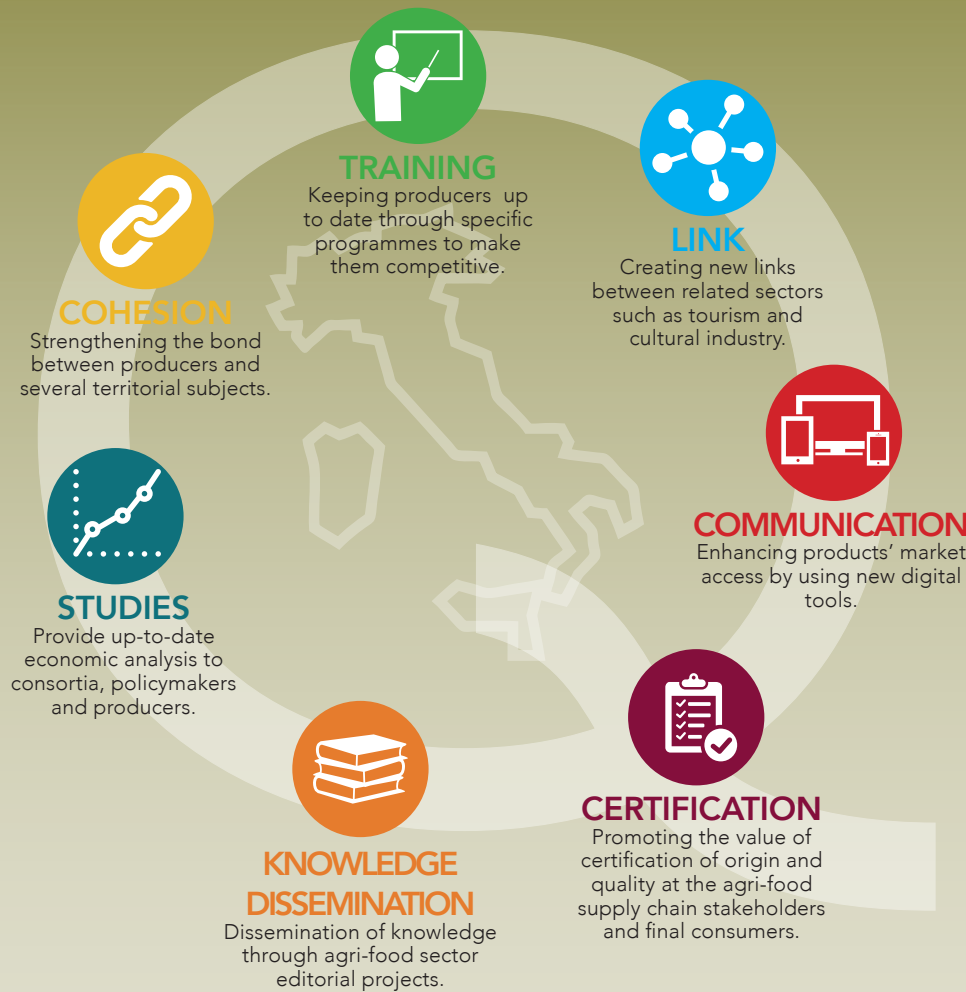 TRAINING
Keeping producers up
to date through specific
programmes to make
them competitive.
LINK
Creating new links
between related sectors
such as tourism and
cultural industry.
COHESION
Strengthening the bond
between producers and
several territorial subjects.
COMMUNICATION
Enhancing products’ market
access by using new digital
tools.
STUDIES
Provide up-to-date
economic analysis to
consortia, policymakers
and producers.
CERTIFICATION
Promoting the value of
certification of origin and
quality at the agri-food
supply chain stakeholders
and final consumers.
KNOWLEDGE
DISSEMINATION
Dissemination of knowledge
through agri-food sector
editorial projects.